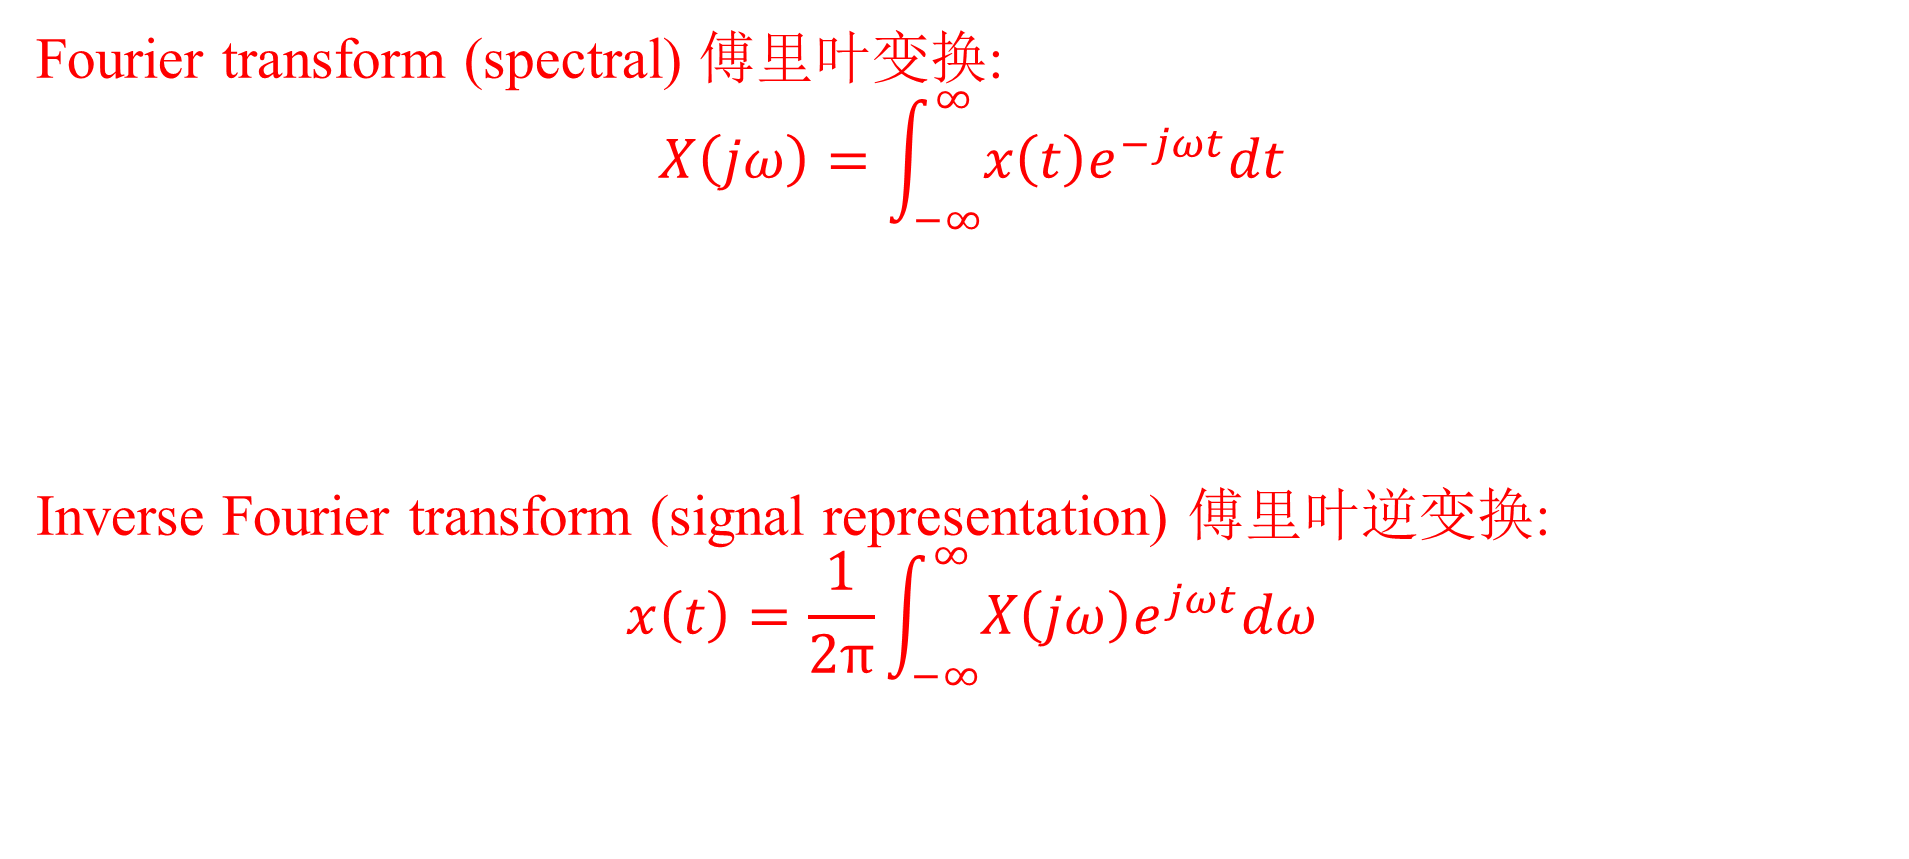 Fourier transform (spectral) 傅里叶变换:
X(jω) = ∫_{−∞}^{∞} x(t)e^{−jωt}dt
Inverse Fourier transform (signal representation) 傅里叶逆变换:
x(t) = \frac{1}{2π} ∫_{−∞}^{∞} X(jω)e^{jωt}dω